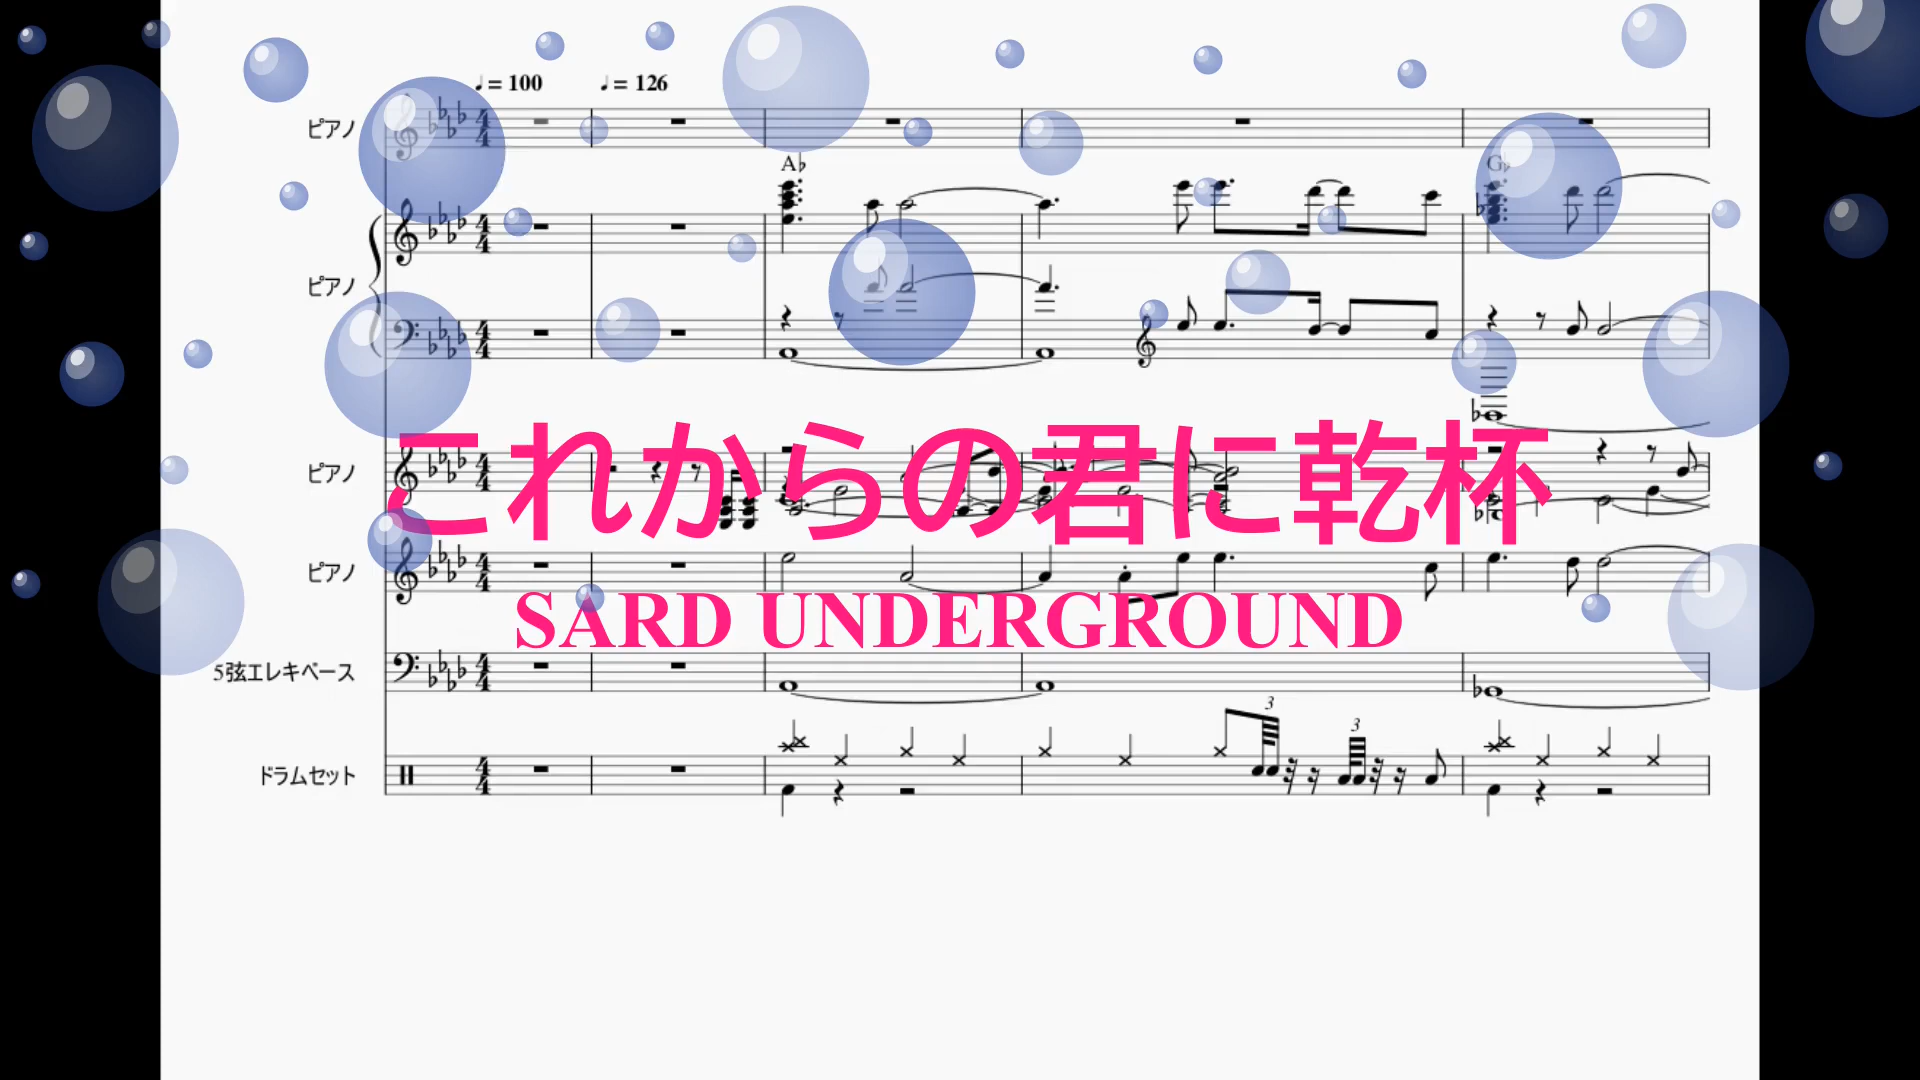 ♩= 100 ♩= 126
ピアノ
A♭ G♭
ピアノ
これからの君に乾杯
ピアノ
ピアノ
SARD UNDERGROUND
5弦エレキベース
3 3
ドラムセット